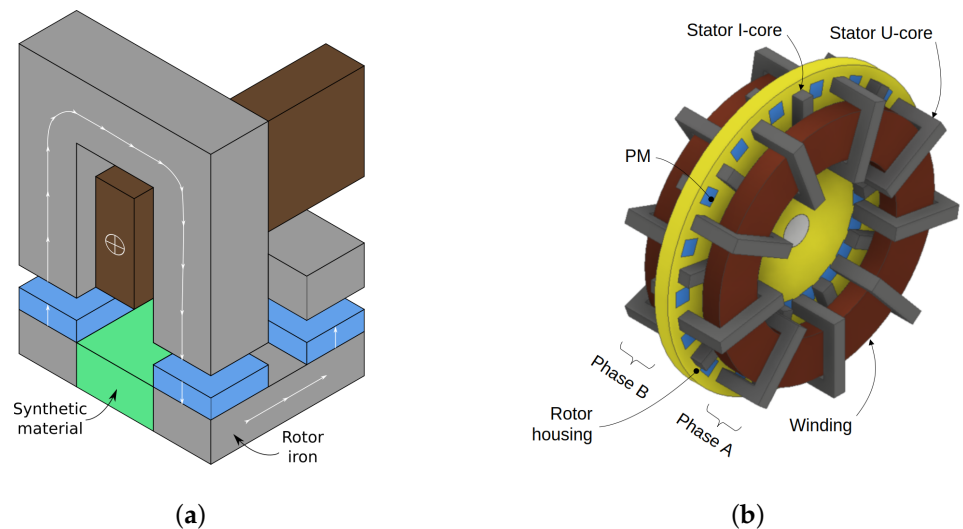 Synthetic
material
Rotor
iron
(a)
Stator I-core
Stator U-core
PM
Phase B
Phase A
Rotor
housing
Winding
(b)